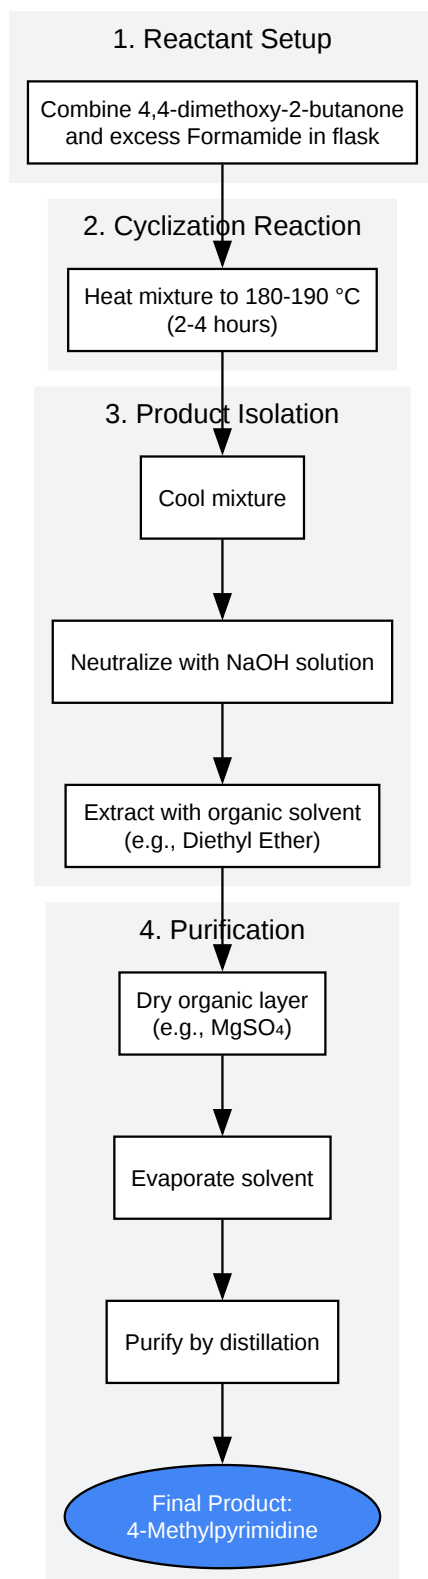 1. Reactant Setup
Combine 4,4-dimethoxy-2-butanone
and excess Formamide in flask
2. Cyclization Reaction
Heat mixture to 180-190 °C
(2-4 hours)
3. Product Isolation
Cool mixture
Neutralize with NaOH solution
Extract with organic solvent
(e.g., Diethyl Ether)
4. Purification
Dry organic layer
(e.g., MgSO₄)
Evaporate solvent
Purify by distillation
Final Product:
4-Methylpyrimidine